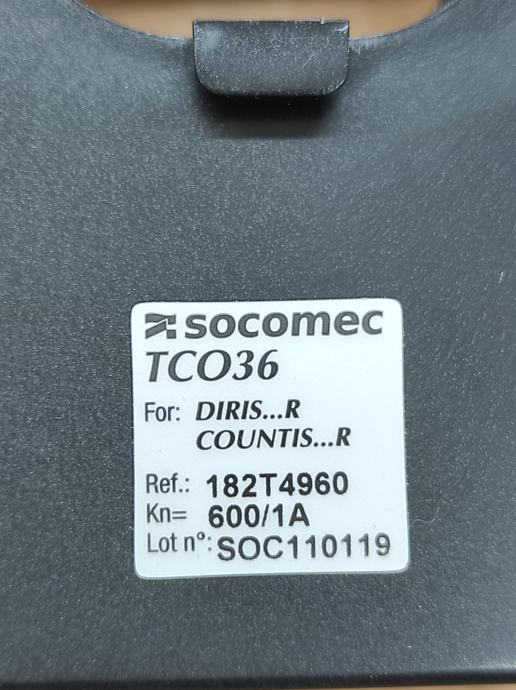 socomec
TCO36
For: DIRIS...R
COUNTIS...R
Ref.: 182T4960
Kn= 600/1A
Lot n°: SOC110119